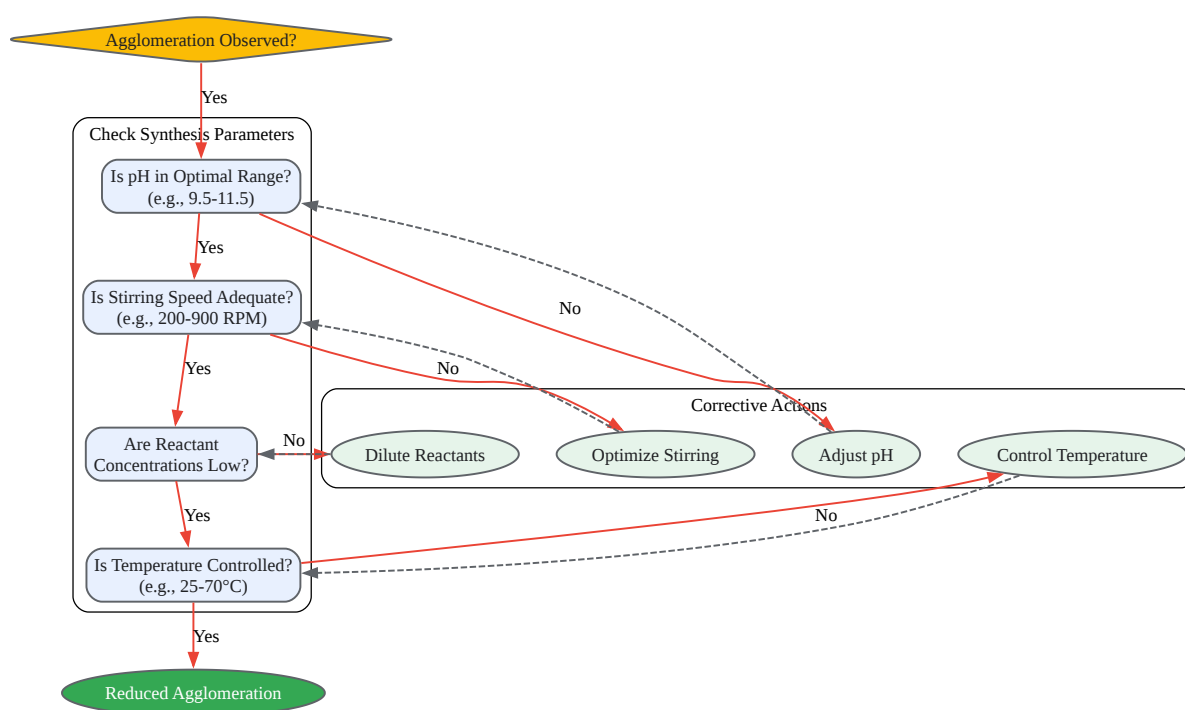 Agglomeration Observed?
Yes
Check Synthesis Parameters
Is pH in Optimal Range?
(e.g., 9.5-11.5)
Yes
No
Is Stirring Speed Adequate?
(e.g., 200-900 RPM)
Yes
No
Corrective Actions
Are Reactant
Concentrations Low?
No
Dilute Reactants
Optimize Stirring
Adjust pH
Control Temperature
Yes
No
Is Temperature Controlled?
(e.g., 25-70°C)
Yes
Reduced Agglomeration